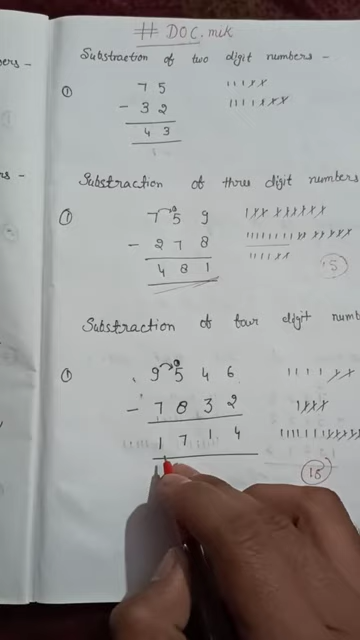 # DOC.mik
Substraction of two digit numbers -
① 7 5
- 3 2
4 3
Substraction of three digit numbers
① 7 5 9
- 2 7 8
4 8 1
15
Substraction of four digit numb
① 9 5 4 6
- 7 8 3 2
1 7 1 4
15